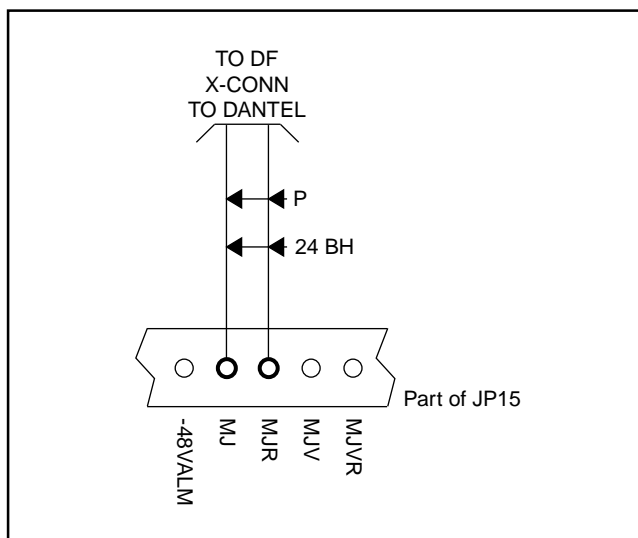 TO DF
X-CONN
TO DANTEL
P
24 BH
Part of JP15
-48VALM
MJ
MJR
MJV
MJVR